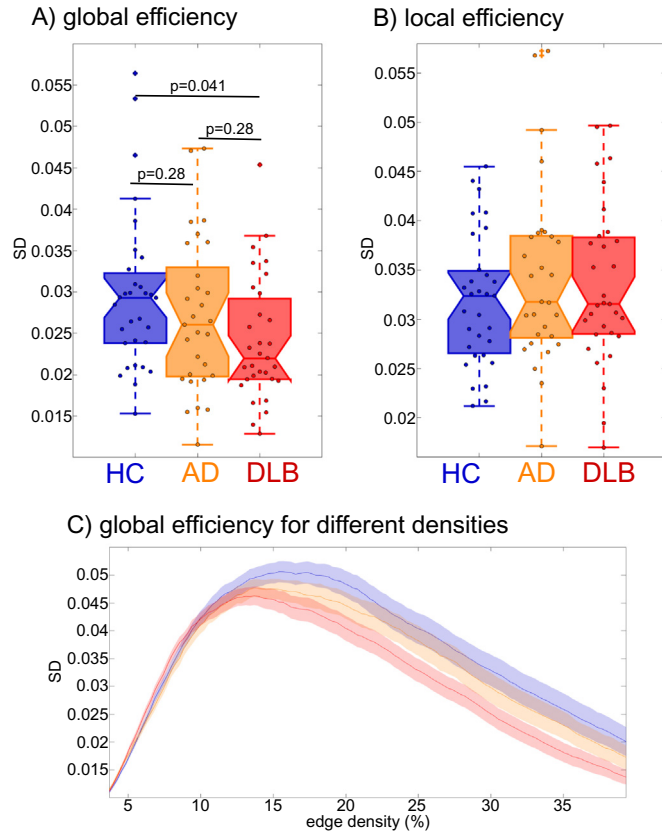 A) global efficiency
B) local efficiency
0.055
0.05
0.045
0.04
0.035
0.03
0.025
0.02
0.015
SD
p=0.041
p=0.28
p=0.28
HC AD DLB
0.055
0.05
0.045
0.04
0.035
0.03
0.025
0.02
SD
HC AD DLB
C) global efficiency for different densities
0.05
0.045
0.04
0.035
0.03
0.025
0.02
0.015
SD
5 10 15 20 25 30 35
edge density (%)